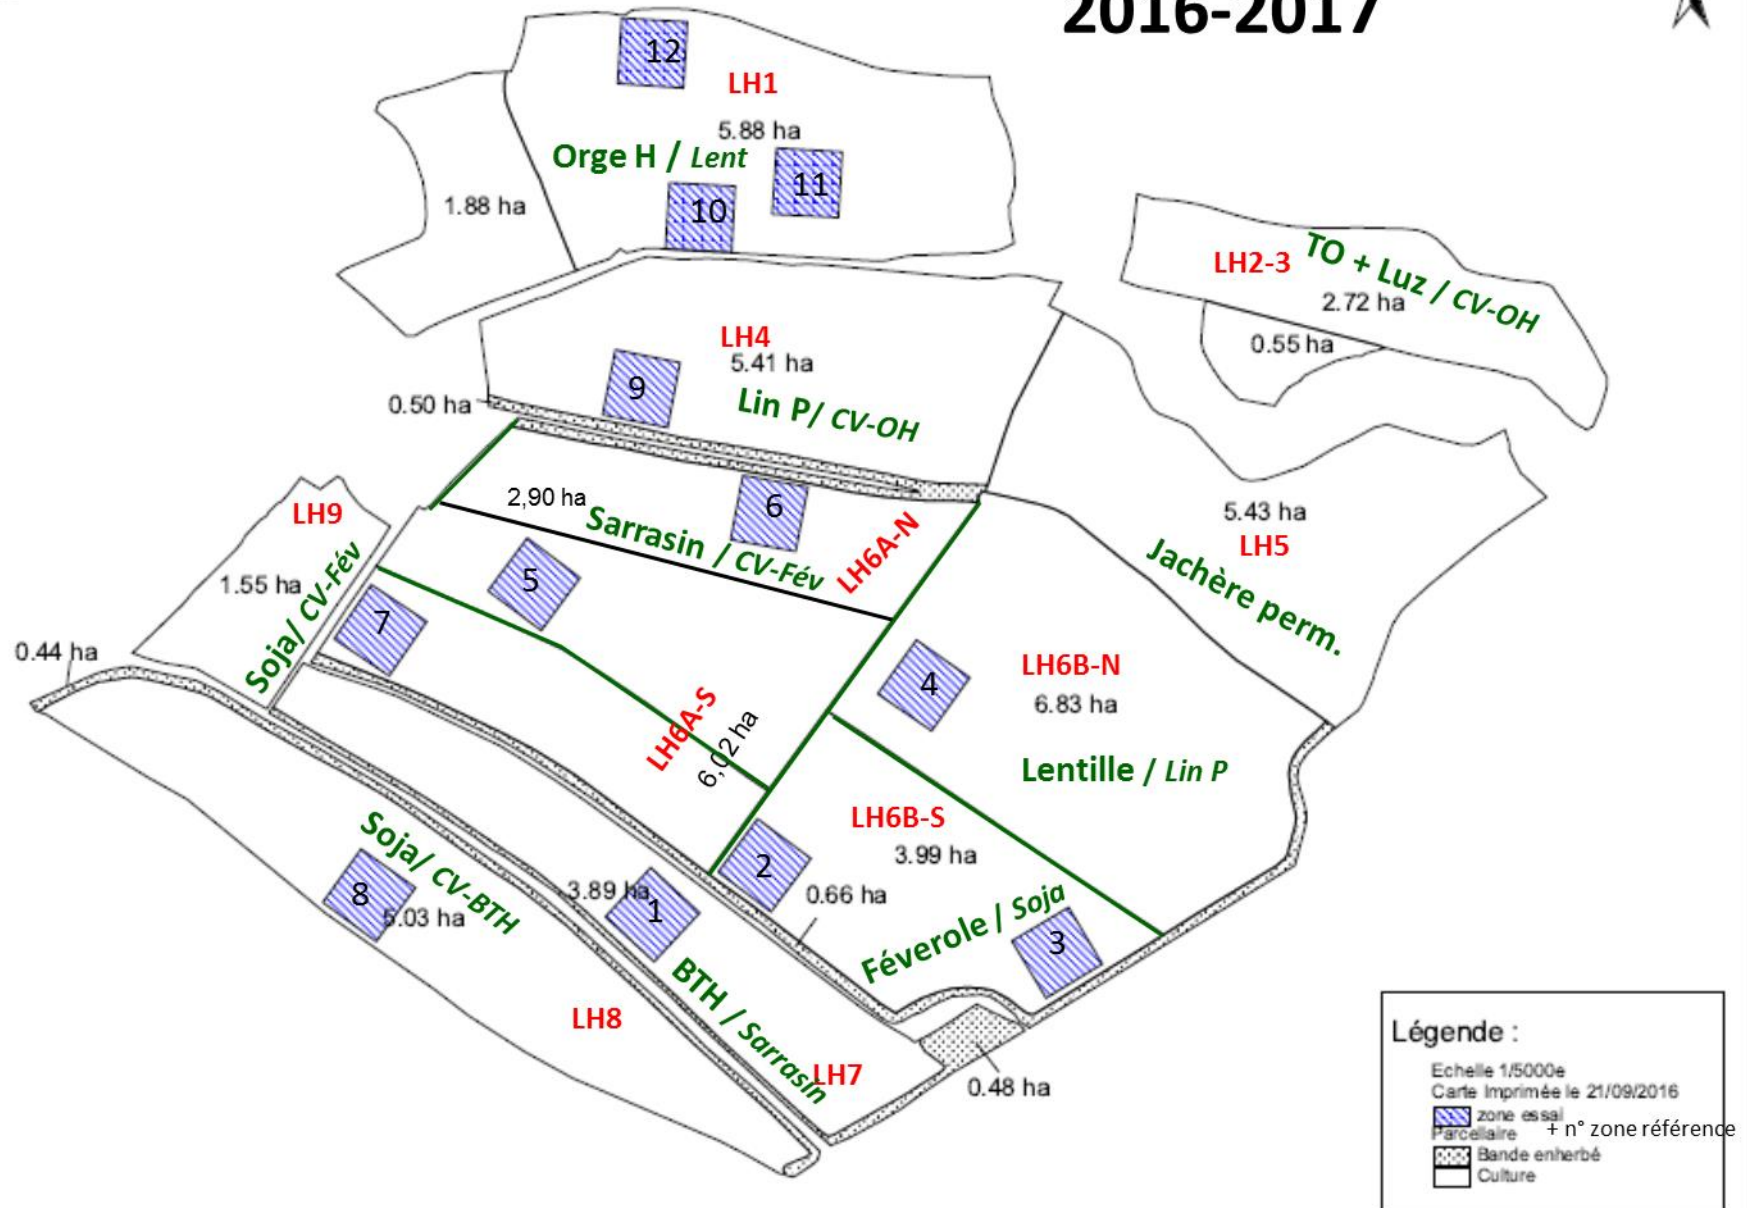 2016-2017
12
LH1
5.88 ha
Orge H / Lent
11
10
1.88 ha
LH2-3
TO + Luz / CV-OH
2.72 ha
0.55 ha
LH4
5.41 ha
9
Lin P/ CV-OH
0.50 ha
2,90 ha
6
Sarrasin / CV-Fév
LH6A-N
5.43 ha
LH5
Jachère perm.
LH9
1.55 ha
Soja/ CV-Fév
5
7
0.44 ha
4
LH6B-N
6.83 ha
Lentille / Lin P
LH6A-S
6,02 ha
LH6B-S
3.99 ha
2
0.66 ha
Féverole / Soja
3
Soja/ CV-BTH
8
5.03 ha
3.89 ha
1
BTH / Sarrasin
LH8
LH7
0.48 ha
Légende :
Echelle 1/5000e
Carte Imprimée le 21/09/2016
zone essai
Parcellaire + n° zone référence
Bande enherbé
Culture